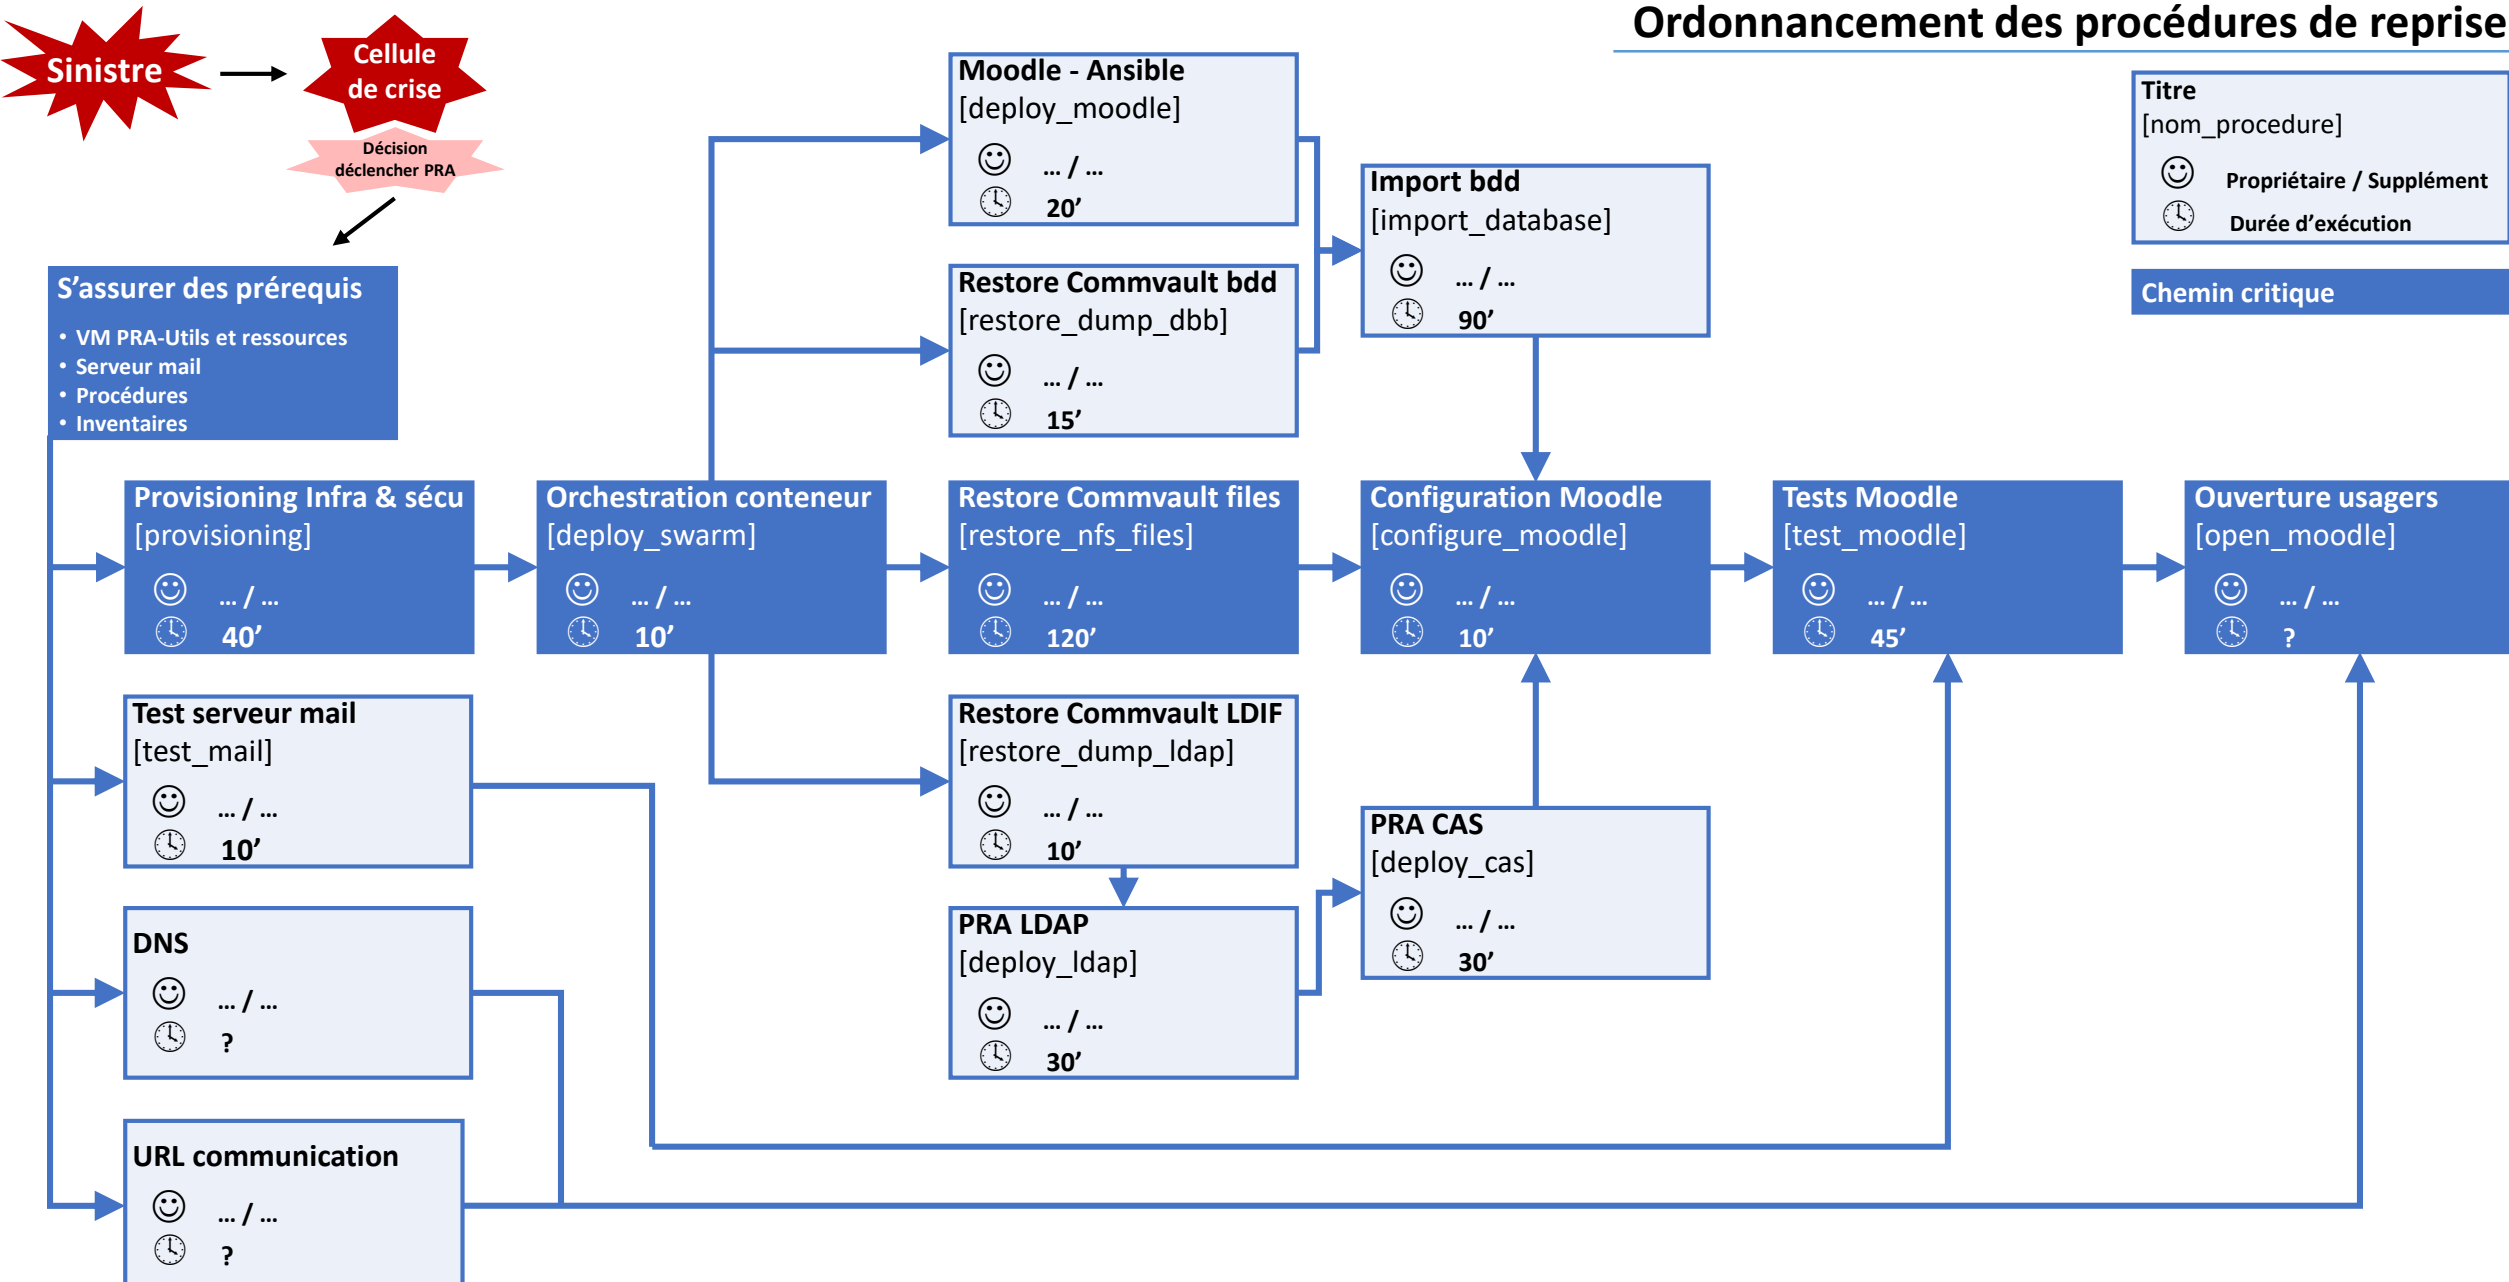 Ordonnancement des procédures de reprise
Sinistre
Cellule
de crise
Décision
déclencher PRA
Titre
[nom_procedure]
Propriétaire / Supplément
Durée d’exécution
Chemin critique
S’assurer des prérequis
• VM PRA-Utils et ressources
• Serveur mail
• Procédures
• Inventaires
Moodle - Ansible
[deploy_moodle]
... / ...
20’
Restore Commvault bdd
[restore_dump_dbb]
... / ...
15’
Import bdd
[import_database]
... / ...
90’
Provisioning Infra & sécu
[provisioning]
... / ...
40’
Orchestration conteneur
[deploy_swarm]
... / ...
10’
Restore Commvault files
[restore_nfs_files]
... / ...
120’
Configuration Moodle
[configure_moodle]
... / ...
10’
Tests Moodle
[test_moodle]
... / ...
45’
Ouverture usagers
[open_moodle]
... / ...
?
Test serveur mail
[test_mail]
... / ...
10’
Restore Commvault LDIF
[restore_dump_ldap]
... / ...
10’
PRA CAS
[deploy_cas]
... / ...
30’
DNS
... / ...
?
PRA LDAP
[deploy_ldap]
... / ...
30’
URL communication
... / ...
?